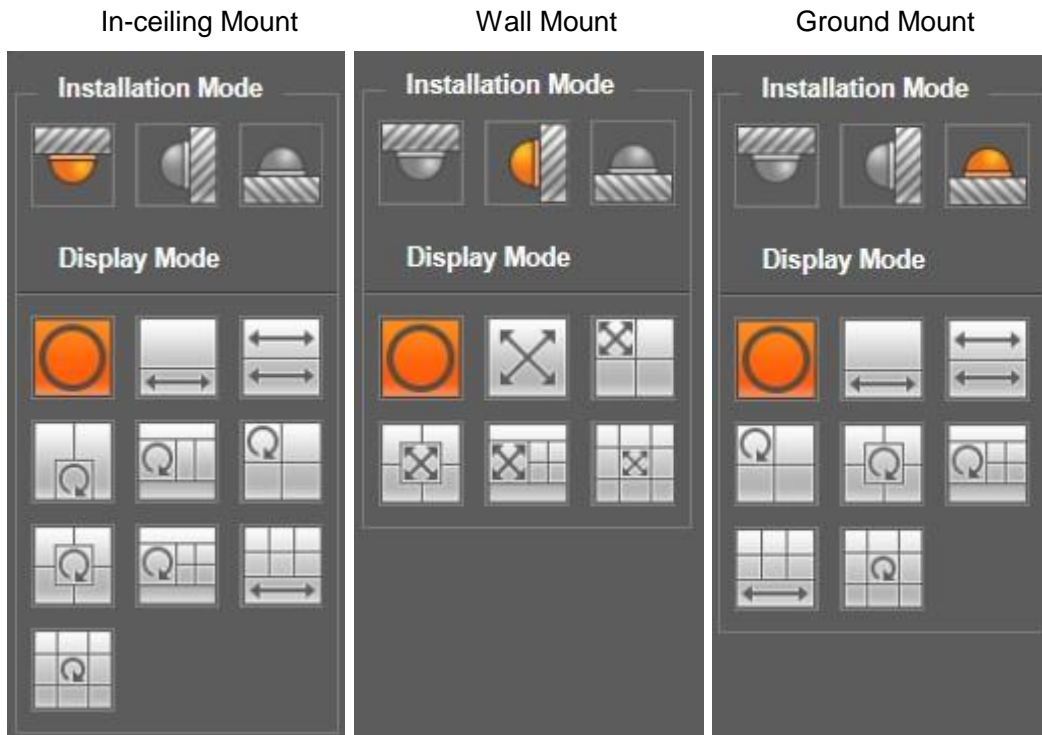 In-ceiling Mount
Wall Mount
Ground Mount
Installation Mode
Installation Mode
Installation Mode
Display Mode
Display Mode
Display Mode